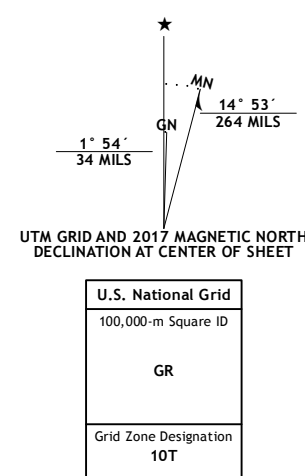 MN
GN
14° 53´
264 MILS
1° 54´
34 MILS
UTM GRID AND 2017 MAGNETIC NORTH
DECLINATION AT CENTER OF SHEET
U.S. National Grid
100,000-m Square ID
GR
Grid Zone Designation
10T